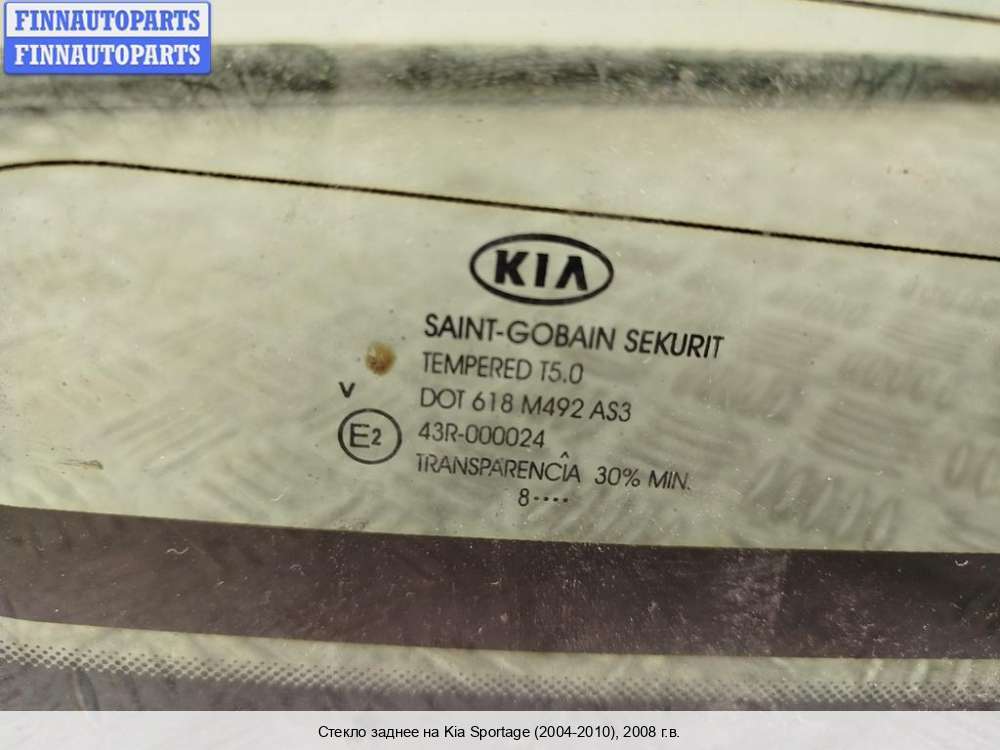 FINNAUTOPARTS
FINNAUTOPARTS
KIA
SAINT-GOBAIN SEKURIT
TEMPERED T5.0
V
DOT 618 M492 AS3
E2
43R-000024
TRANSPARENCÎA 30% MIN.
8····
Стекло заднее на Kia Sportage (2004-2010), 2008 г.в.